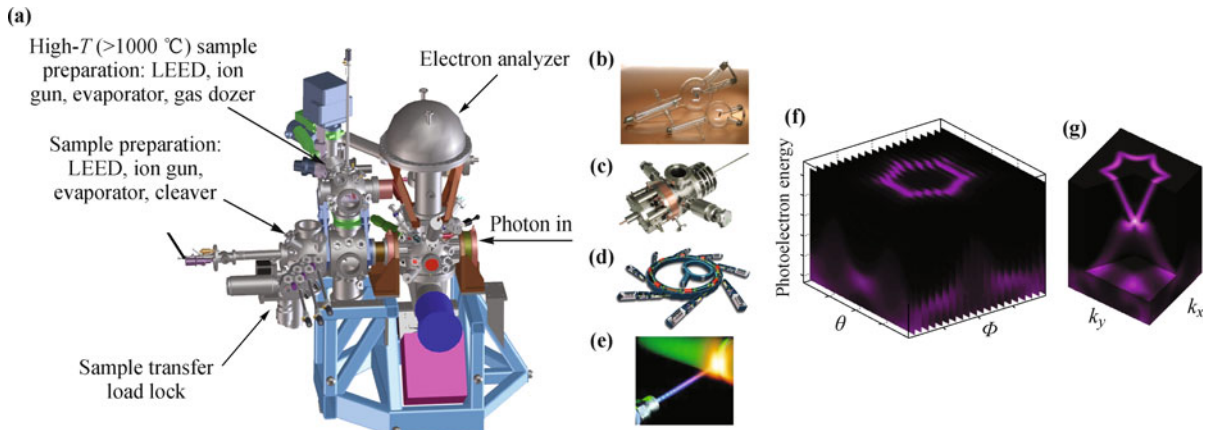 (a)
High-T (>1000 ℃) sample
preparation: LEED, ion
gun, evaporator, gas dozer
Sample preparation:
LEED, ion gun,
evaporator, cleaver
Sample transfer
load lock
Electron analyzer
Photon in
(b)
(c)
(d)
(e)
(f)
Photoelectron energy
θ
Φ
(g)
k_y
k_x